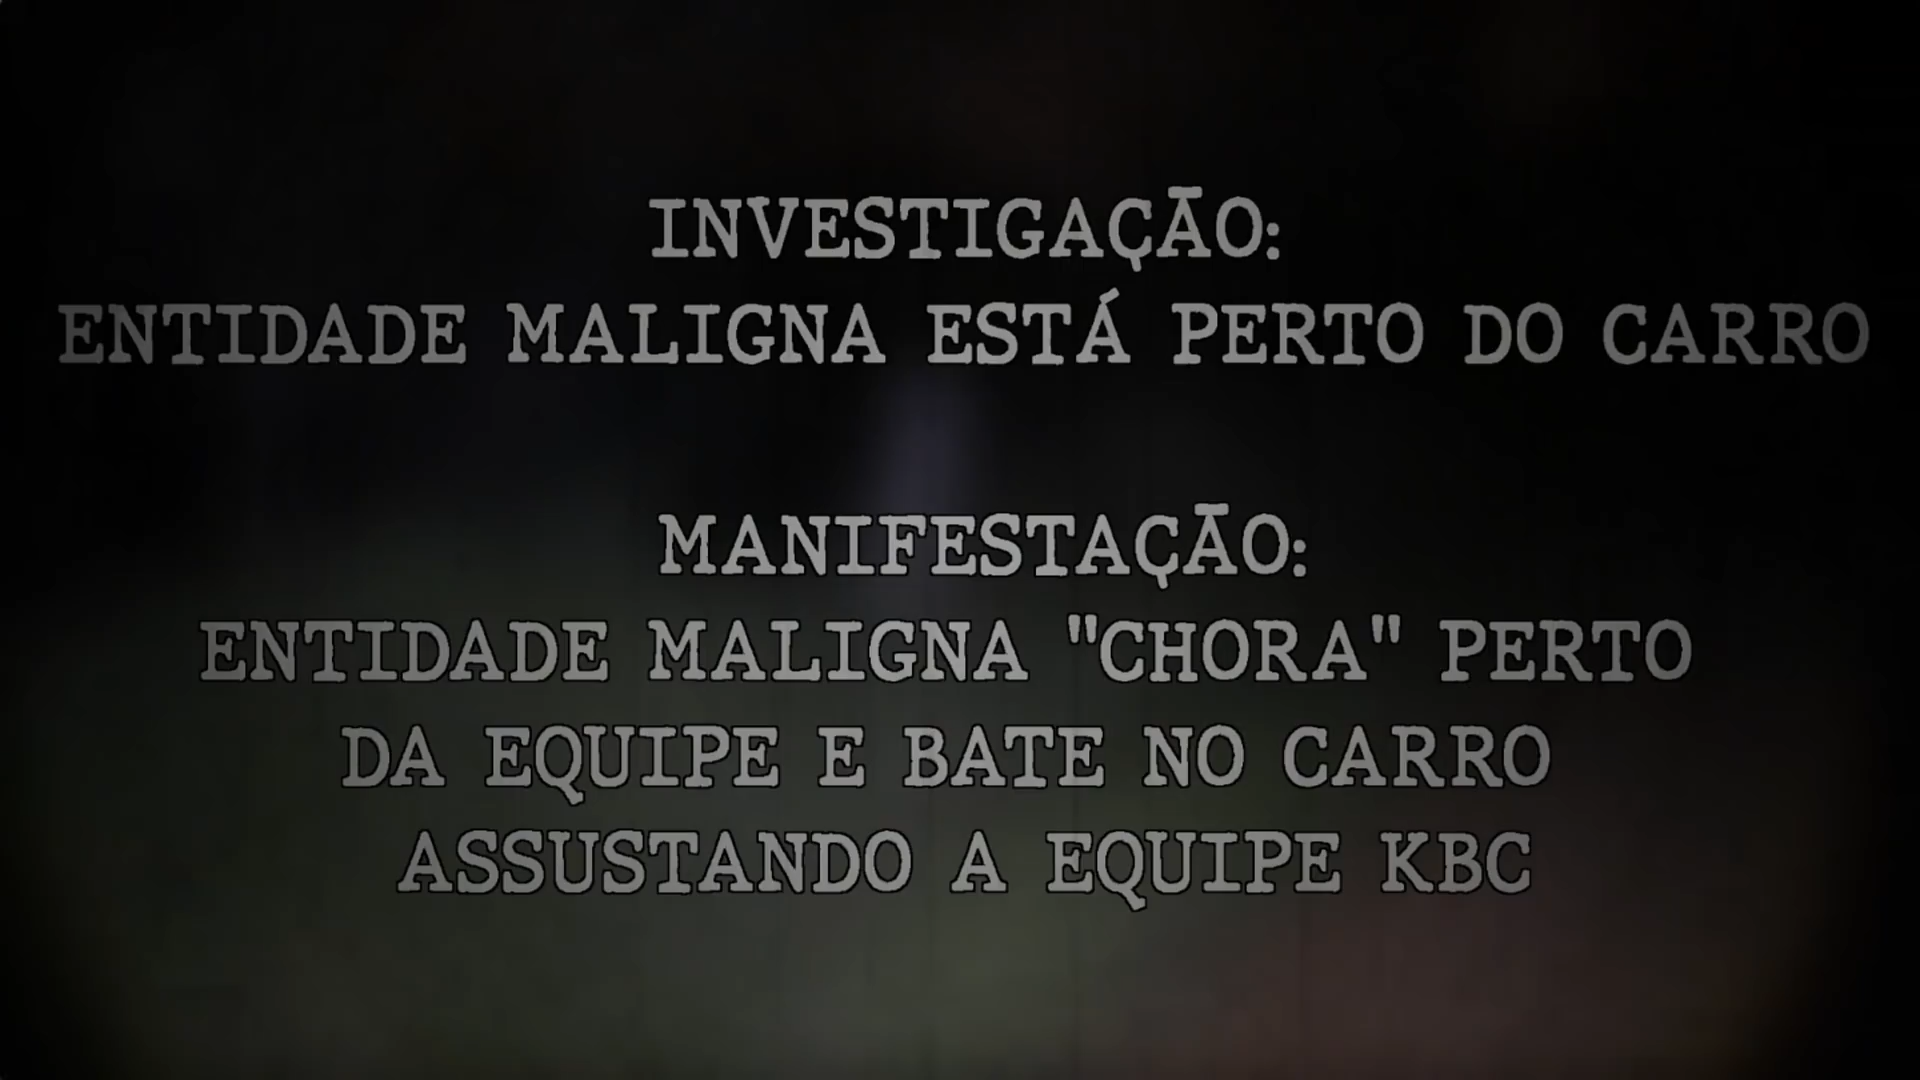 INVESTIGAÇÃO:
ENTIDADE MALIGNA ESTÁ PERTO DO CARRO
MANIFESTAÇÃO:
ENTIDADE MALIGNA "CHORA" PERTO
DA EQUIPE E BATE NO CARRO
ASSUSTANDO A EQUIPE KBC